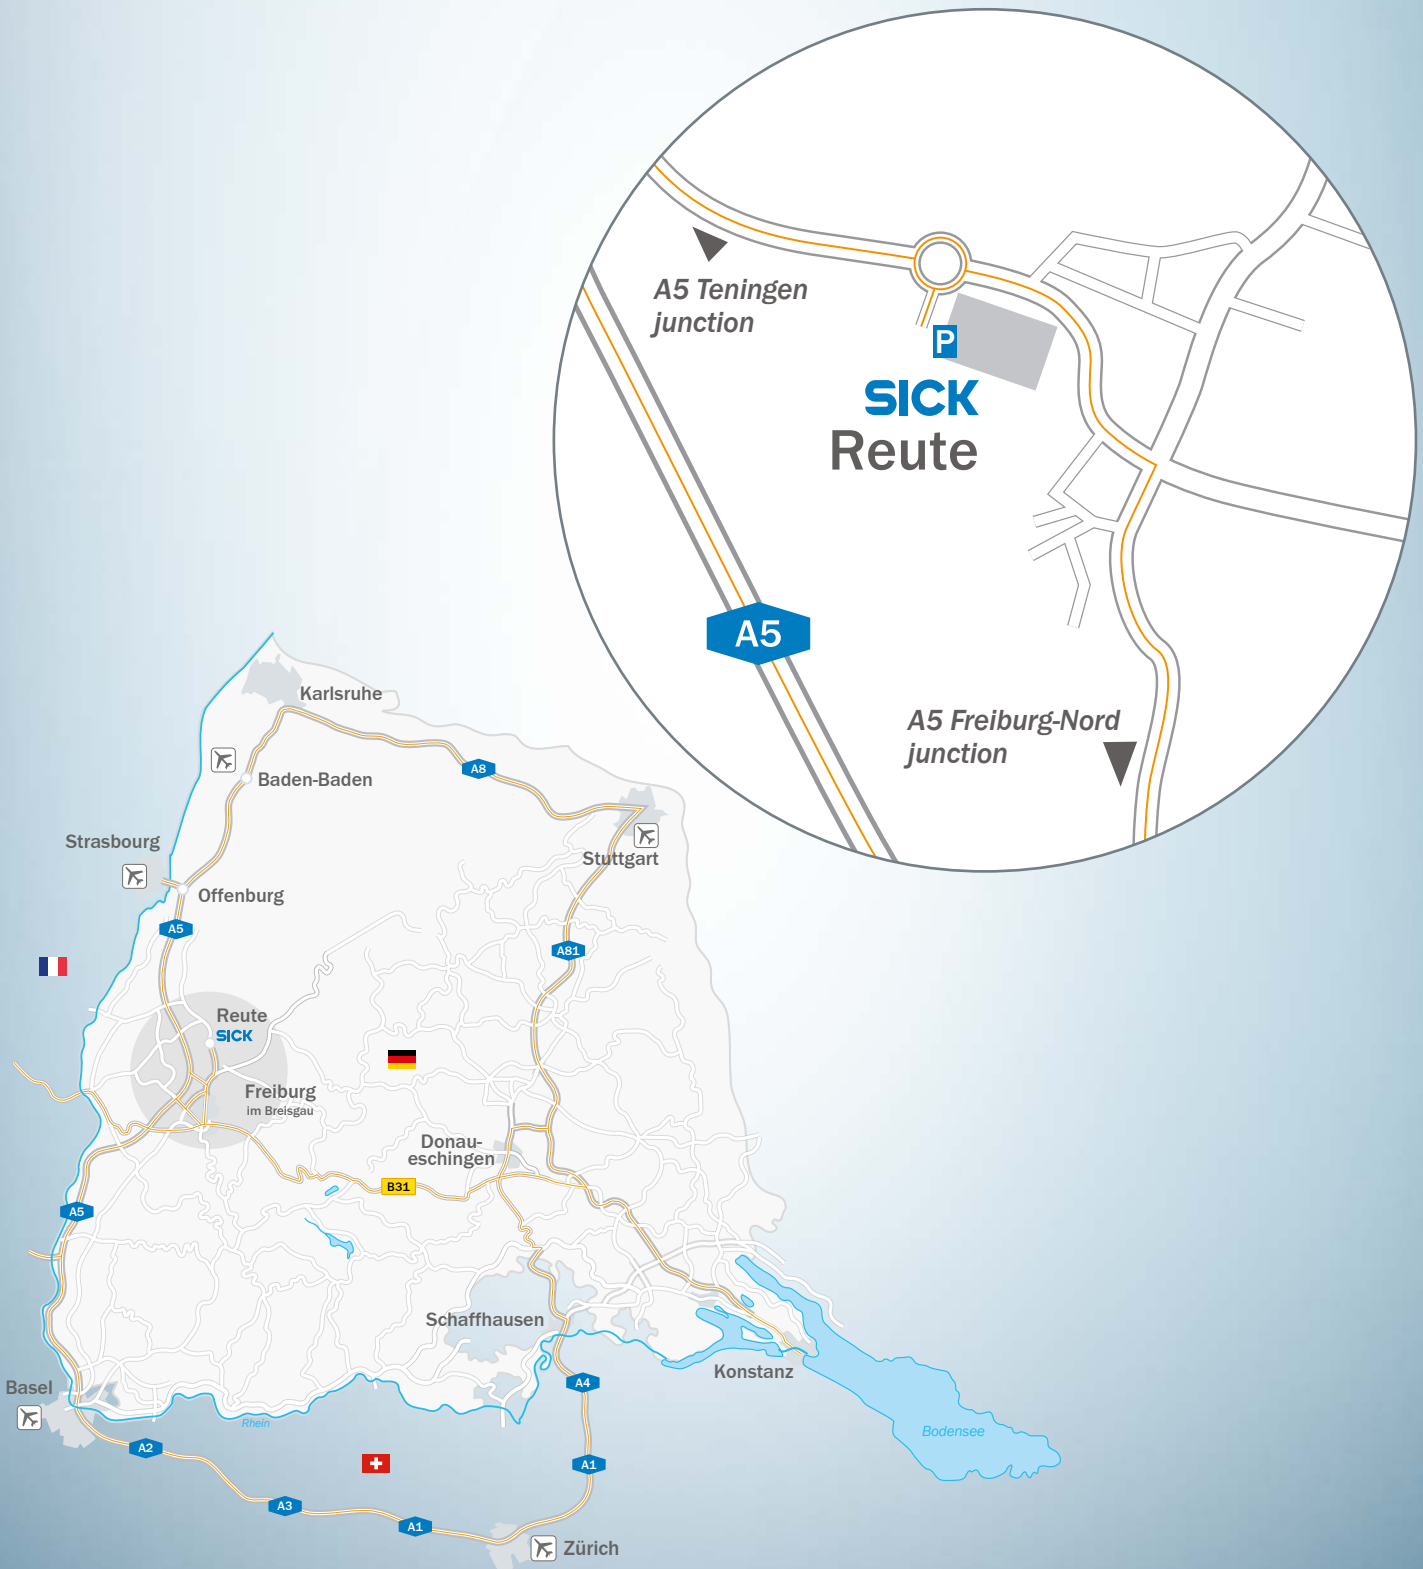 A5 Teningen
junction
P
SICK
Reute
A5
A5 Freiburg-Nord
junction
Karlsruhe
Baden-Baden
A8
Strasbourg
Stuttgart
Offenburg
A5
A81
Reute
SICK
Freiburg
im Breisgau
Donau-
eschingen
B31
A5
Schaffhausen
Konstanz
Basel
A4
Rhein
Bodensee
A2
A1
A3
A1
Zürich